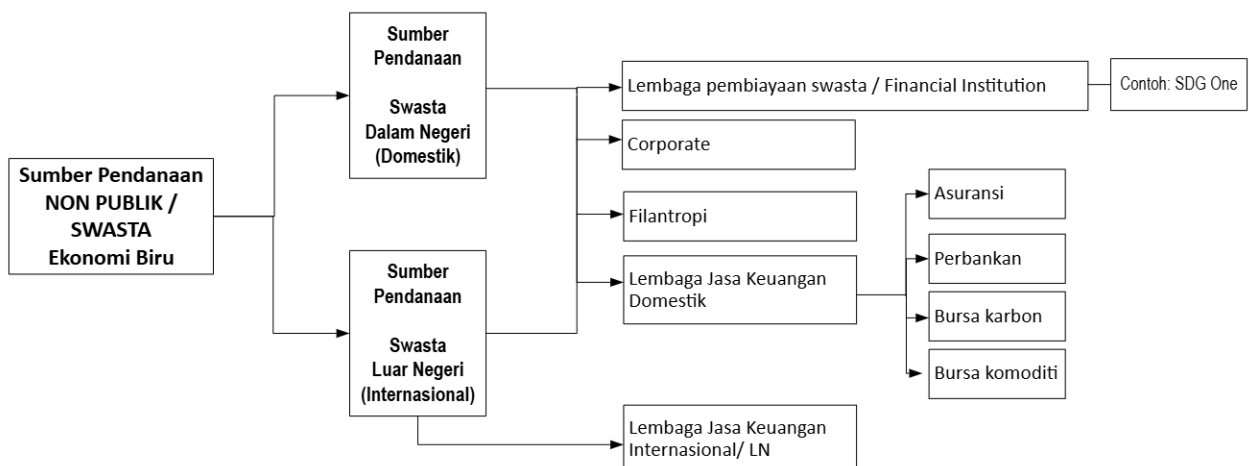 Sumber Pendanaan
NON PUBLIK /
SWASTA
Ekonomi Biru
Sumber
Pendanaan
Swasta
Dalam Negeri
(Domestik)
Sumber
Pendanaan
Swasta
Luar Negeri
(Internasional)
Lembaga pembiayaan swasta / Financial Institution
Contoh: SDG One
Corporate
Filantropi
Lembaga Jasa Keuangan
Domestik
Asuransi
Perbankan
Bursa karbon
Bursa komoditi
Lembaga Jasa Keuangan
Internasional/ LN